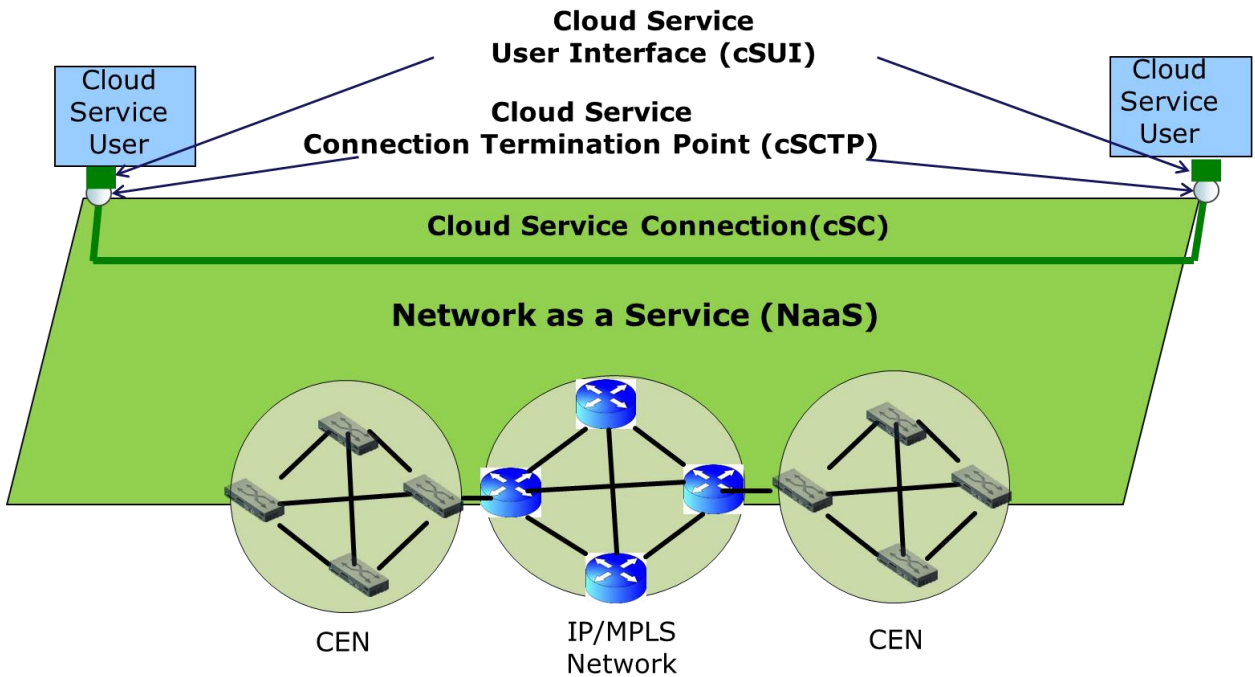 Cloud Service
User Interface (cSUI)
Cloud
Service
User
Cloud
Service
User
Cloud Service
Connection Termination Point (cSCTP)
Cloud Service Connection(cSC)
Network as a Service (NaaS)
CEN
IP/MPLS
Network
CEN